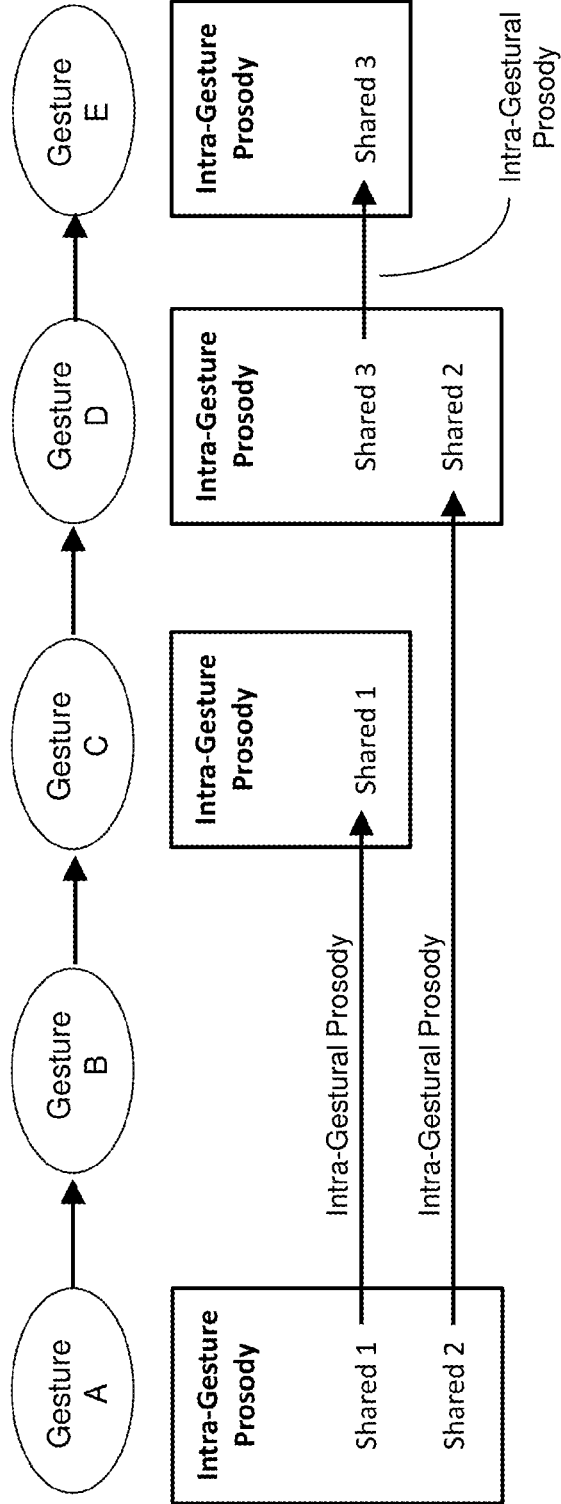 Gesture
A
Gesture
B
Gesture
C
Gesture
D
Gesture
E
Intra-Gesture
Prosody
Shared 1
Shared 2
Intra-Gestural Prosody
Intra-Gestural Prosody
Intra-Gesture
Prosody
Shared 1
Intra-Gesture
Prosody
Shared 3
Shared 2
Intra-Gesture
Prosody
Shared 3
Intra-Gestural
Prosody